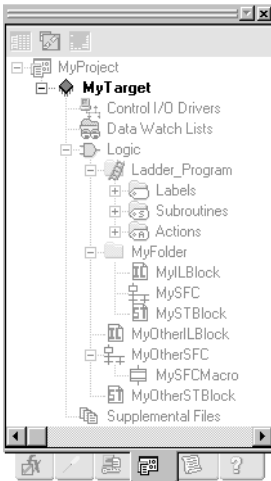 MyProject
MyTarget
Control I/O Drivers
Data Watch Lists
Logic
Ladder_Program
Labels
Subroutines
Actions
MyFolder
MyILBlock
MySFC
MySTBlock
MyOtherILBlock
MyOtherSFC
MySFCMacro
MyOtherSTBlock
Supplemental Files